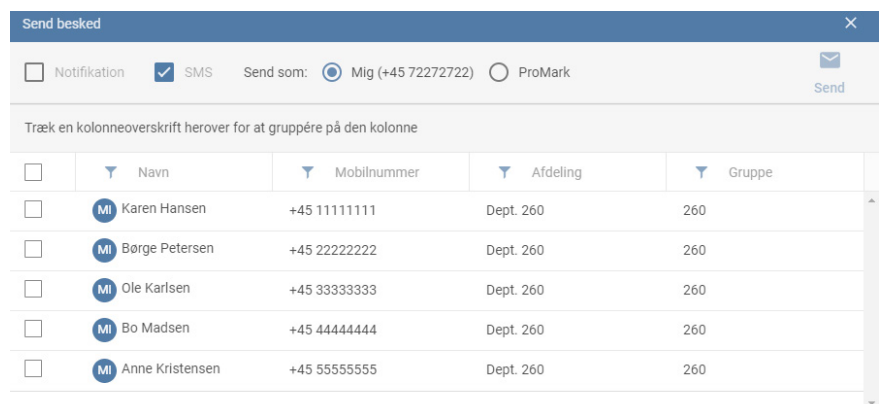 Send besked
Notifikation SMS Send som: Mig (+45 72272722) ProMark
Send
Træk en kolonneoverskrift herover for at gruppére på den kolonne
Navn Mobilnummer Afdeling Gruppe
MI Karen Hansen +45 11111111 Dept. 260 260
MI Børge Petersen +45 22222222 Dept. 260 260
MI Ole Karlsen +45 33333333 Dept. 260 260
MI Bo Madsen +45 44444444 Dept. 260 260
MI Anne Kristensen +45 55555555 Dept. 260 260